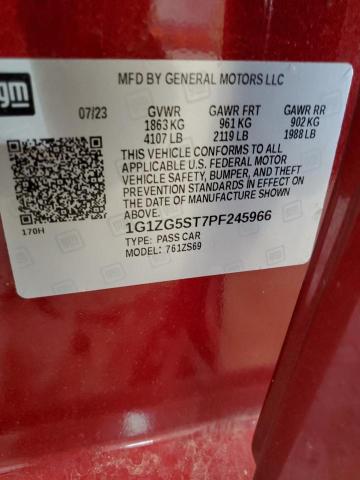 gm
MFD BY GENERAL MOTORS LLC
07/23 GVWR GAWR FRT GAWR RR
1863 KG 961 KG 902 KG
4107 LB 2119 LB 1988 LB
THIS VEHICLE CONFORMS TO ALL
APPLICABLE U.S. FEDERAL MOTOR
VEHICLE SAFETY, BUMPER, AND THEFT
PREVENTION STANDARDS IN EFFECT ON
THE DATE OF MANUFACTURE SHOWN
ABOVE.
1G1ZG5ST7PF245966
TYPE: PASS CAR
MODEL: 761ZS69
170H